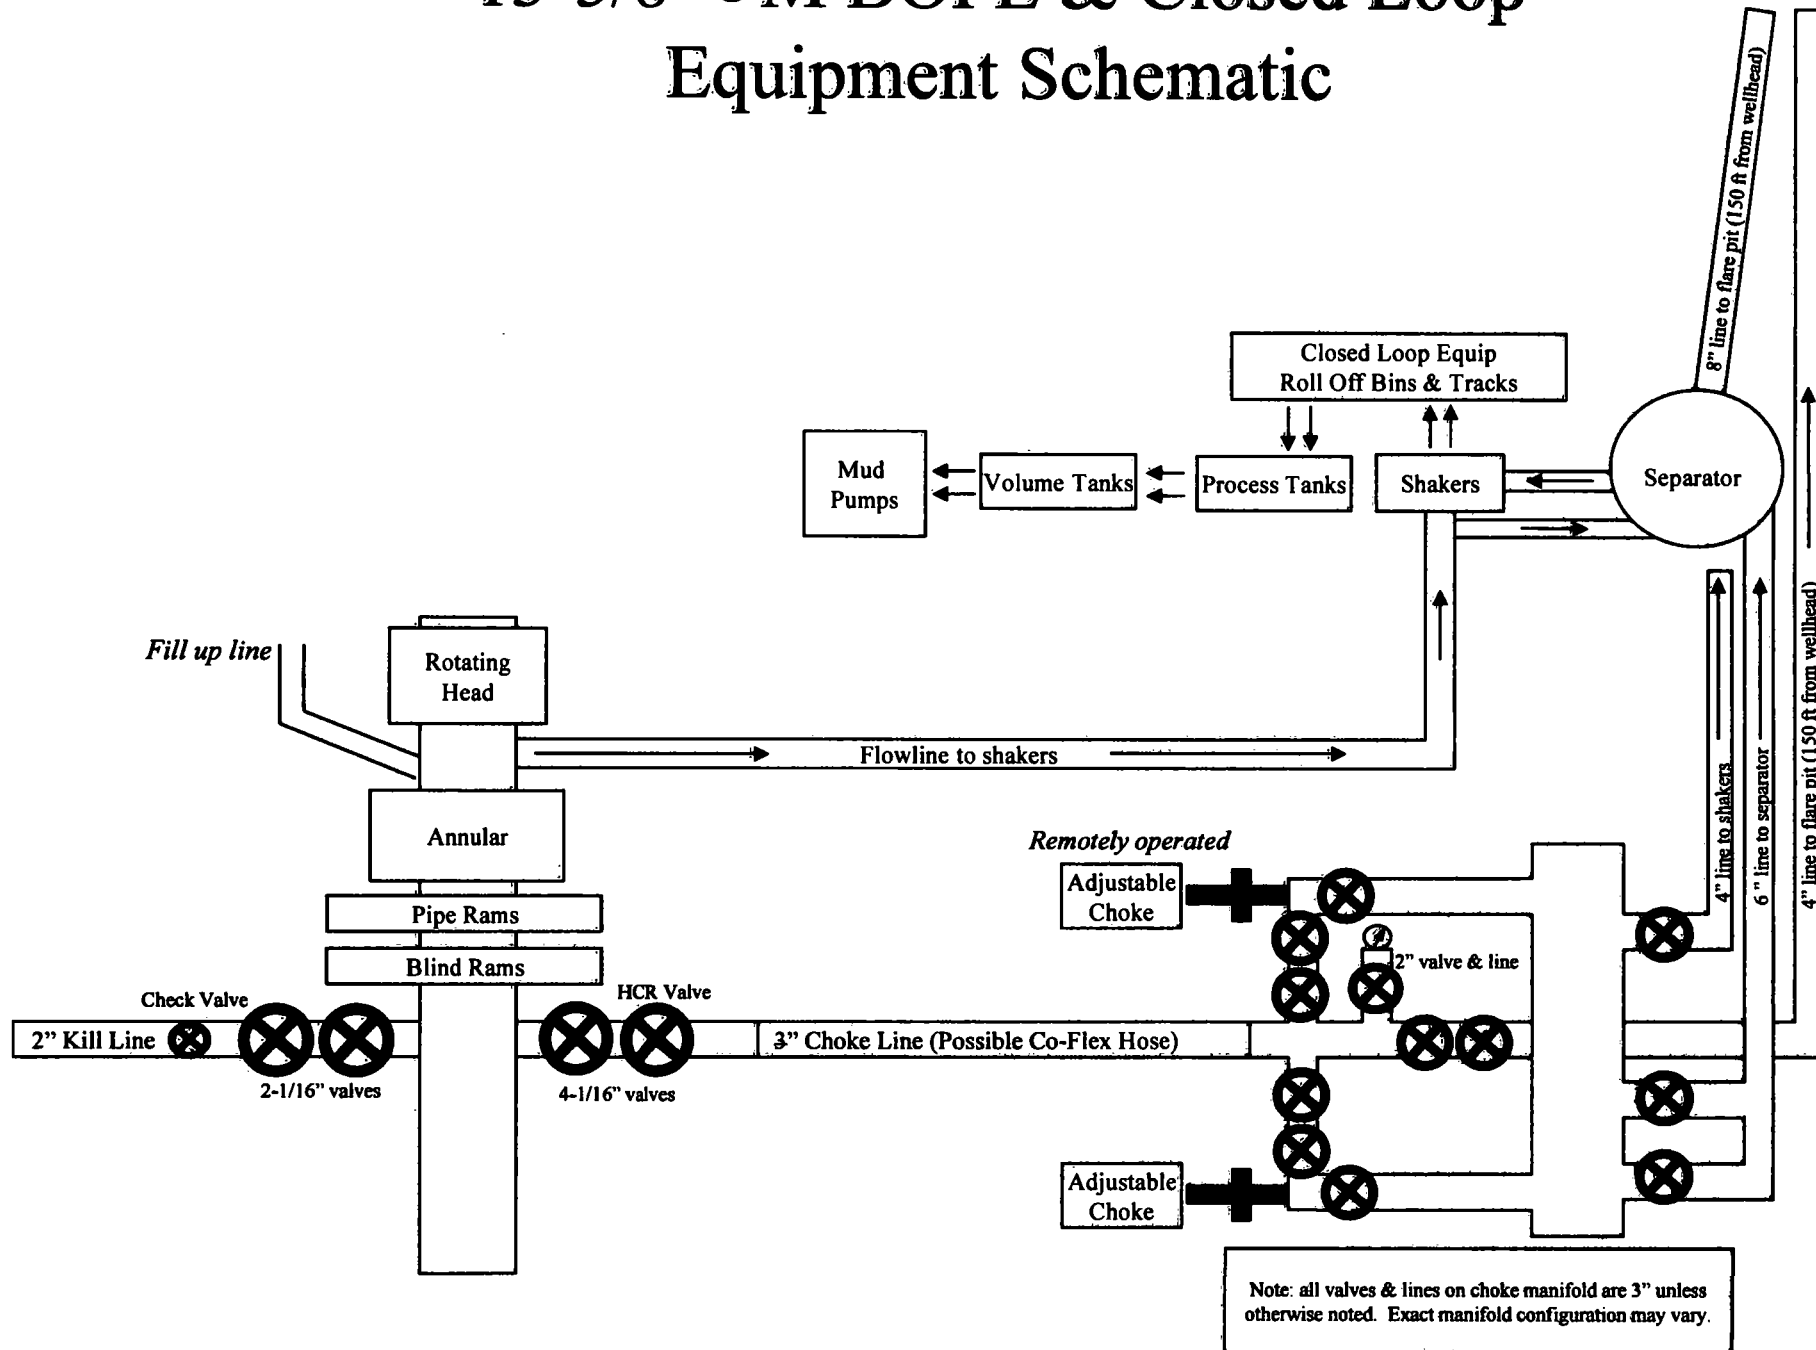 & Closed Loop
Equipment Schematic
8” line to flare pit (150 ft from wellhead)
Closed Loop Equip
Roll Off Bins & Tracks
Mud
Pumps
Volume Tanks
Process Tanks
Shakers
Separator
Fill up line
Rotating
Head
Flowline to shakers
Annular
Pipe Rams
Blind Rams
Remotely operated
Adjustable
Choke
4” line to shakers
6” line to separator
4” line to flare pit (150 ft from wellhead)
2” valve & line
Check Valve
HCR Valve
2” Kill Line
3” Choke Line (Possible Co-Flex Hose)
2-1/16” valves
4-1/16” valves
Adjustable
Choke
Note: all valves & lines on choke manifold are 3” unless
otherwise noted. Exact manifold configuration may vary.